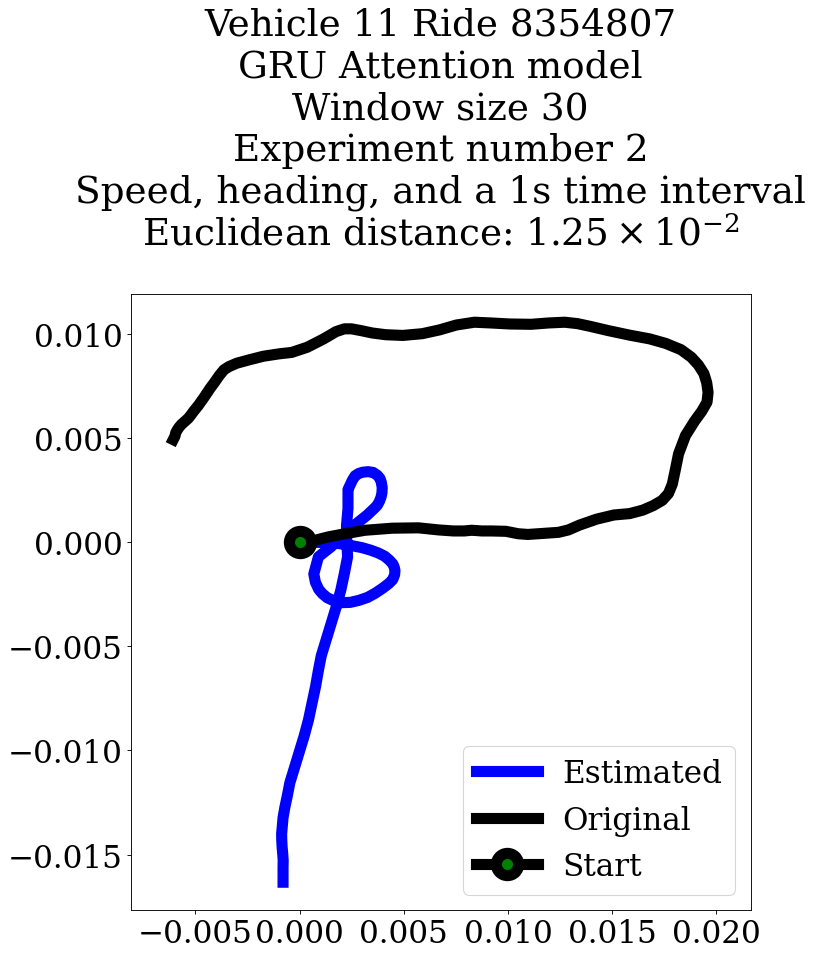 Vehicle 11 Ride 8354807
GRU Attention model
Window size 30
Experiment number 2
Speed, heading, and a 1s time interval
Euclidean distance: 1.25 × 10⁻²
0.010
0.005
0.000
−0.005
−0.010
−0.015
−0.005 0.000 0.005 0.010 0.015 0.020
Estimated
Original
Start